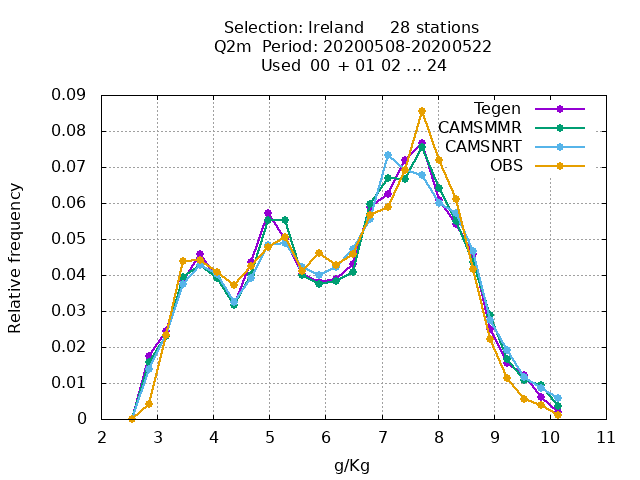 Selection: Ireland 28 stations
Q2m Period: 20200508-20200522
Used 00 + 01 02 ... 24
0.09
0.08
0.07
0.06
0.05
0.04
0.03
0.02
0.01
0
Relative frequency
Tegen
CAMSMMR
CAMSNRT
OBS
2 3 4 5 6 7 8 9 10 11
g/Kg